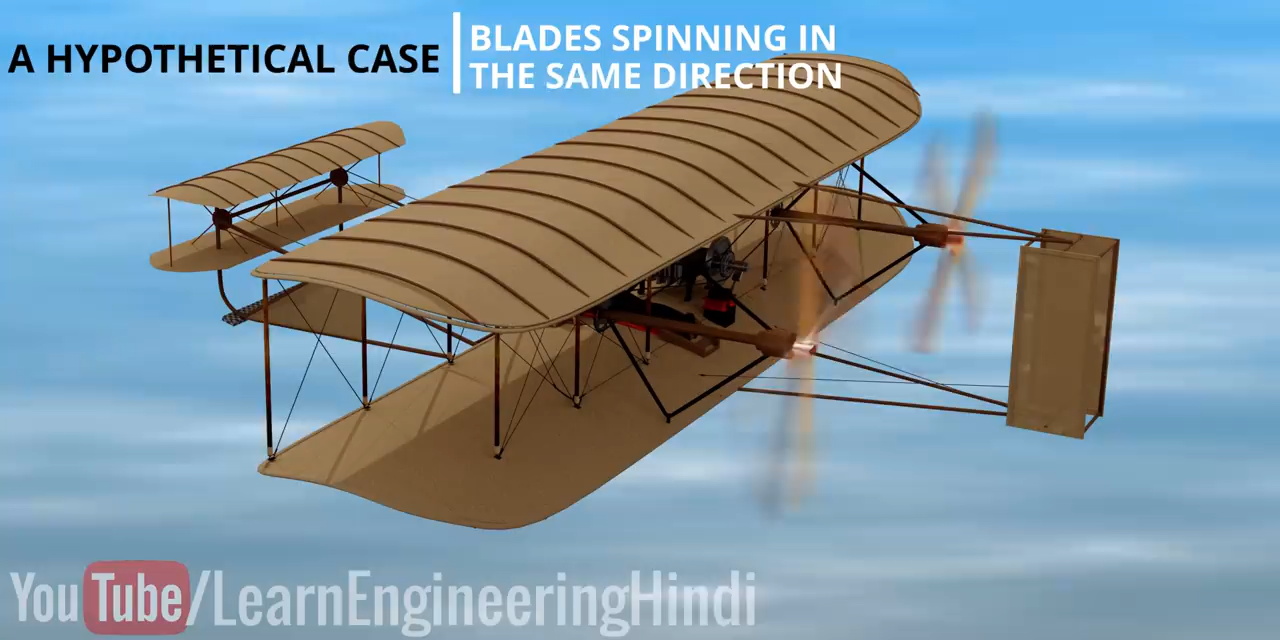 A HYPOTHETICAL CASE
BLADES SPINNING IN
THE SAME DIRECTION
YouTube/LearnEngineeringHindi